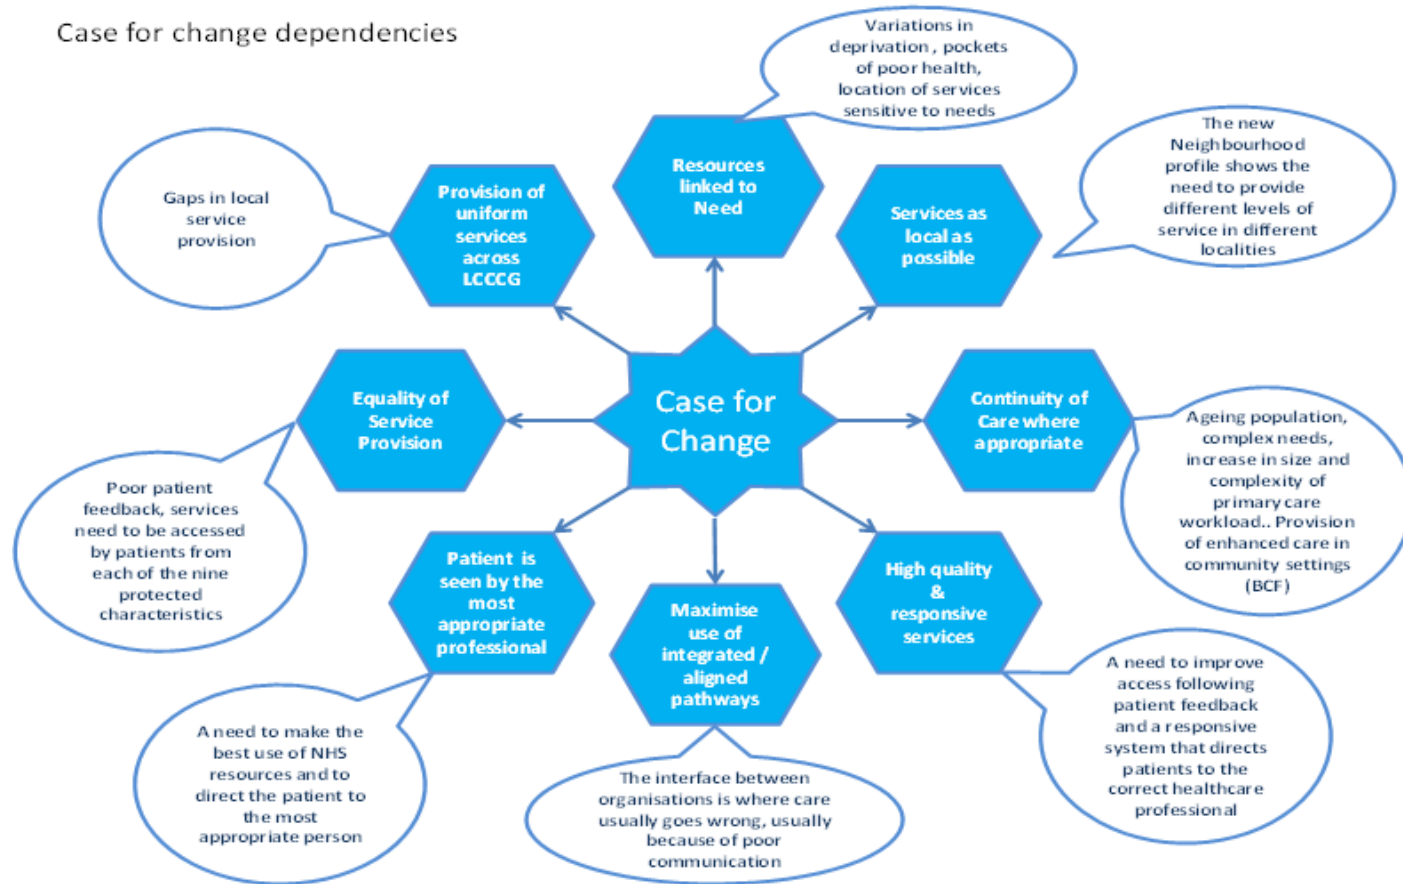 Case for change dependencies
Variations in
deprivation , pockets
of poor health,
location of services
sensitive to needs
Resources
linked to
Need
Gaps in local
service
provision
Provision of
uniform
services
across
LCCCG
Services as
local as
possible
The new
Neighbourhood
profile shows the
need to provide
different levels of
service in different
localities
Equality of
Service
Provision
Case for
Change
Continuity of
Care where
appropriate
Ageing population,
complex needs,
increase in size and
complexity of
primary care
workload.. Provision
of enhanced care in
community settings
(BCF)
Poor patient
feedback, services
need to be accessed
by patients from
each of the nine
protected
characteristics
Patient is
seen by the
most
appropriate
professional
Maximise
use of
integrated /
aligned
pathways
High quality
&
responsive
services
A need to make the
best use of NHS
resources and to
direct the patient to
the most
appropriate person
The interface between
organisations is where care
usually goes wrong, usually
because of poor
communication
A need to improve
access following
patient feedback
and a responsive
system that directs
patients to the
correct healthcare
professional